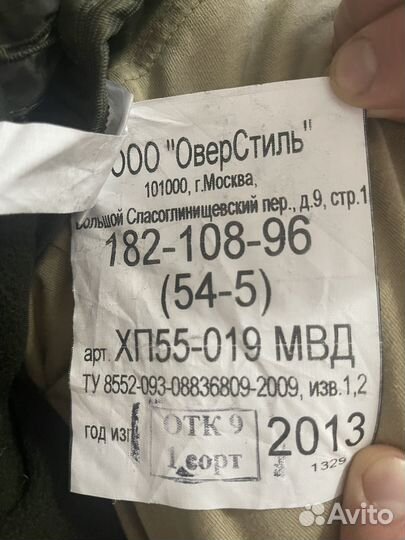 ООО "ОверСтиль"
101000, г.Москва,
Большой Спасоглинищевский пер., д.9, стр.1
182-108-96
(54-5)
арт. ХП55-019 МВД
ТУ 8552-093-08836809-2009, изв.1,2
год изг
ОТК 9
1 сорт
2013
1329
Avito